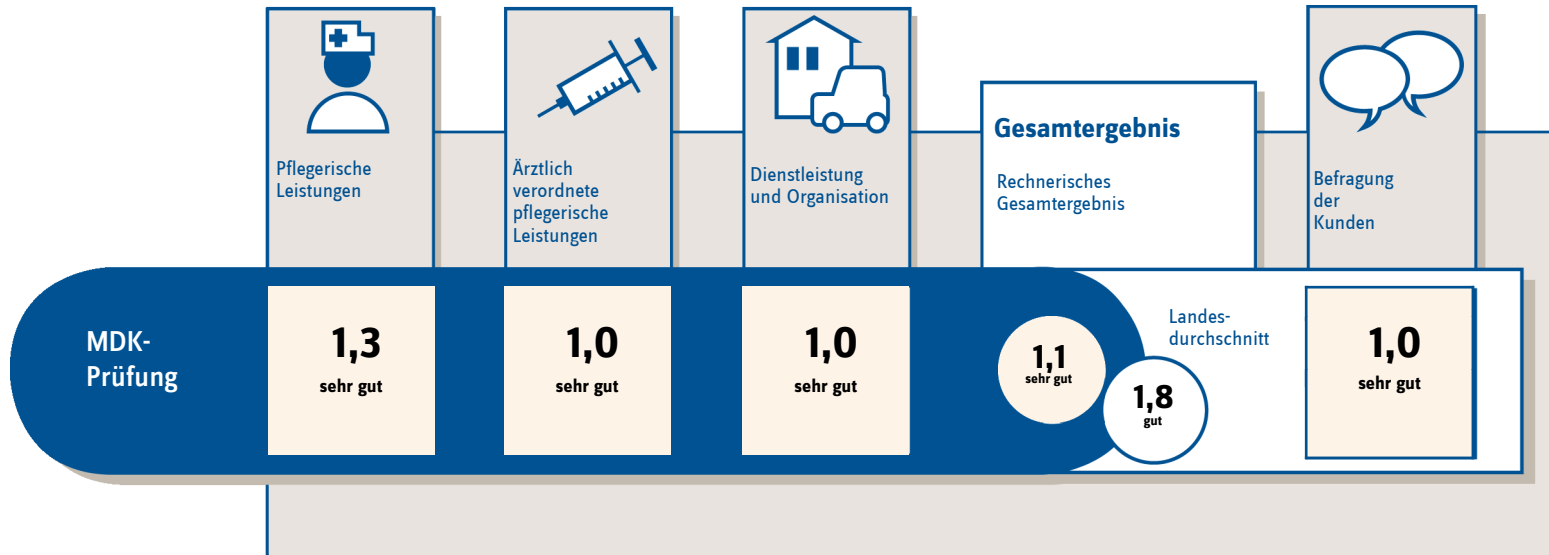 Pflegerische
Leistungen
Ärztlich
verordnete
pflegerische
Leistungen
Dienstleistung
und Organisation
Gesamtergebnis
Rechnerisches
Gesamtergebnis
Befragung
der
Kunden
MDK-
Prüfung
1,3
sehr gut
1,0
sehr gut
1,0
sehr gut
1,1
sehr gut
Landes-
durchschnitt
1,8
gut
1,0
sehr gut